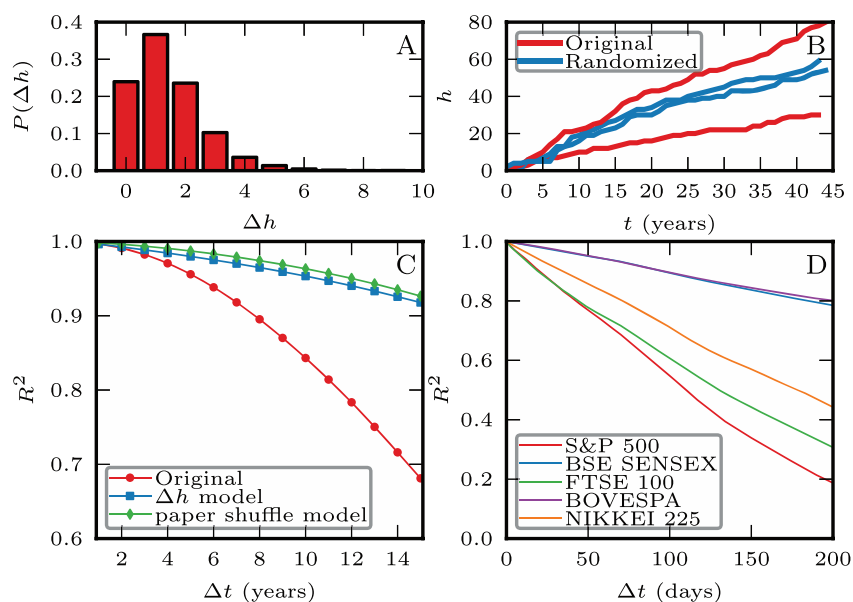 0.4
0.3
0.2
0.1
0.0
P(Δh)
A
0 2 4 6 8 10
Δh
80
60
40
20
0
h
Original
Randomized
B
0 5 10 15 20 25 30 35 40 45
t (years)
1.0
0.9
0.8
0.7
0.6
R²
C
Original
Δh model
paper shuffle model
2 4 6 8 10 12 14
Δt (years)
1.0
0.8
0.6
0.4
0.2
0.0
R²
D
S&P 500
BSE SENSEX
FTSE 100
BOVESPA
NIKKEI 225
0 50 100 150 200
Δt (days)